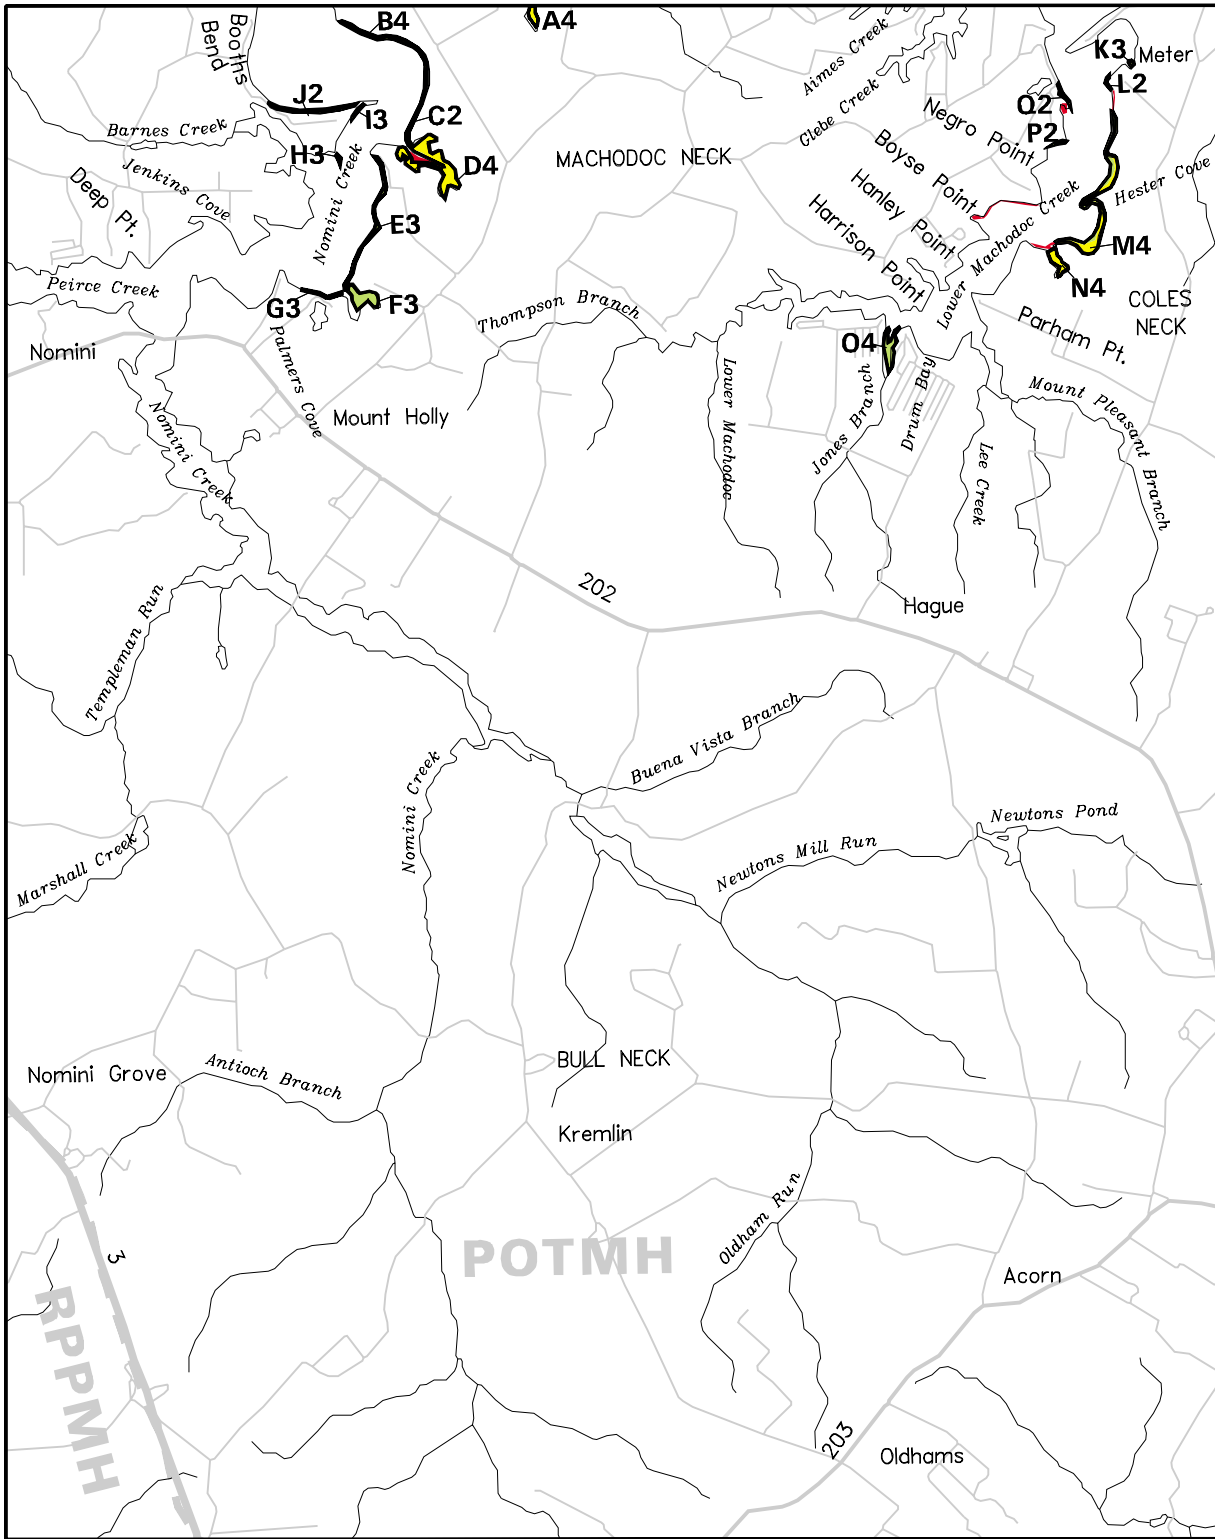 Booths
Bend
B4
A4
K3
Meter
Aimes Creek
J2
I3
C2
L2
Q2
P2
Glebe Creek
Negro Point
Barnes Creek
H3
D4
MACHODOC NECK
Boyse Point
Jenkins Cove
Deep Pt.
Nomini Creek
E3
Hanley Point
Harrison Point
Lower Machodoc Creek
Hester Cove
M4
N4
Peirce Creek
G3
F3
COLES
NECK
Thompson Branch
Parham Pt.
Nomini
Palmers Cove
O4
Mount Holly
Lower Machodoc
Jones Branch
Drum Bay
Mount Pleasant Branch
Nomini Creek
Lee Creek
202
Hague
Templeman Run
Buena Vista Branch
Nomini Creek
Newtons Pond
Marshall Creek
Newtons Mill Run
Nomini Grove
Antioch Branch
BULL NECK
Kremlin
Oldham Run
3
POTMH
Acorn
RPPMH
203
Oldhams